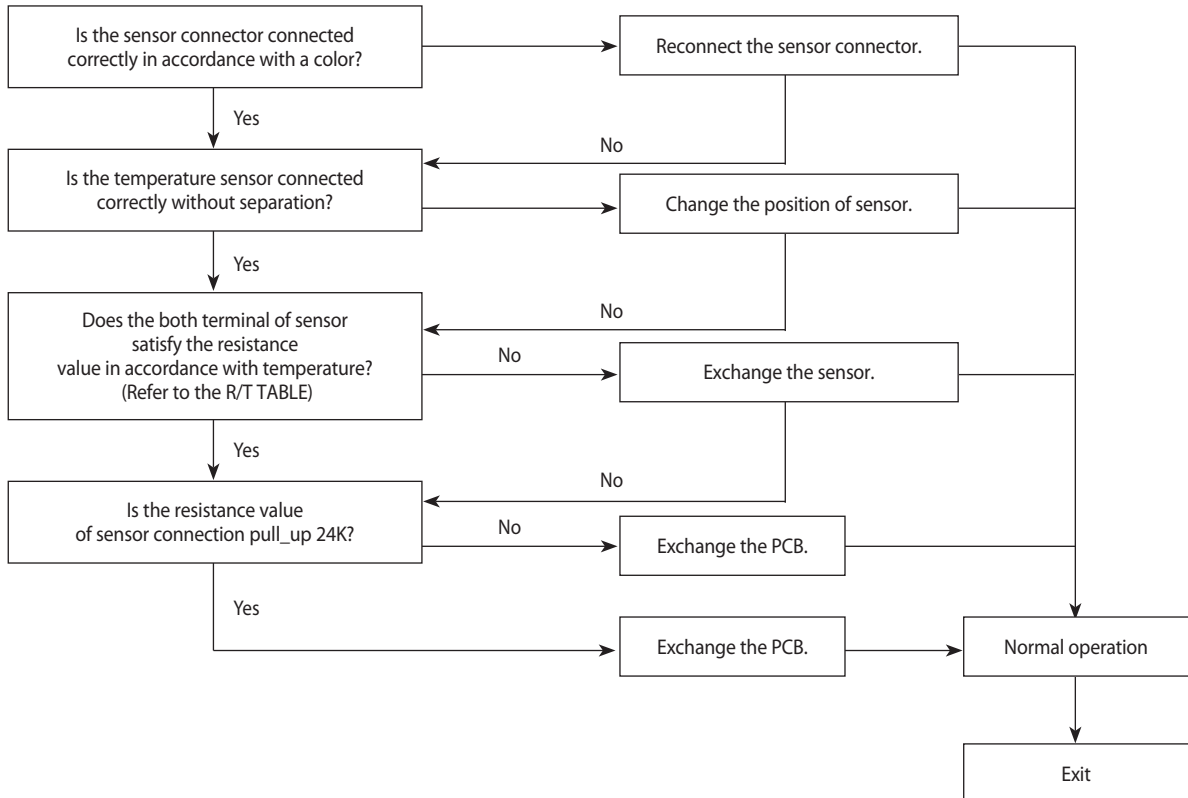 Is the sensor connector connected
correctly in accordance with a color?
Reconnect the sensor connector.
Yes
No
Is the temperature sensor connected
correctly without separation?
Change the position of sensor.
Yes
No
Does the both terminal of sensor
satisfy the resistance
value in accordance with temperature?
(Refer to the R/T TABLE)
No
Exchange the sensor.
Yes
No
Is the resistance value
of sensor connection pull_up 24K?
No
Exchange the PCB.
Yes
Exchange the PCB.
Normal operation
Exit